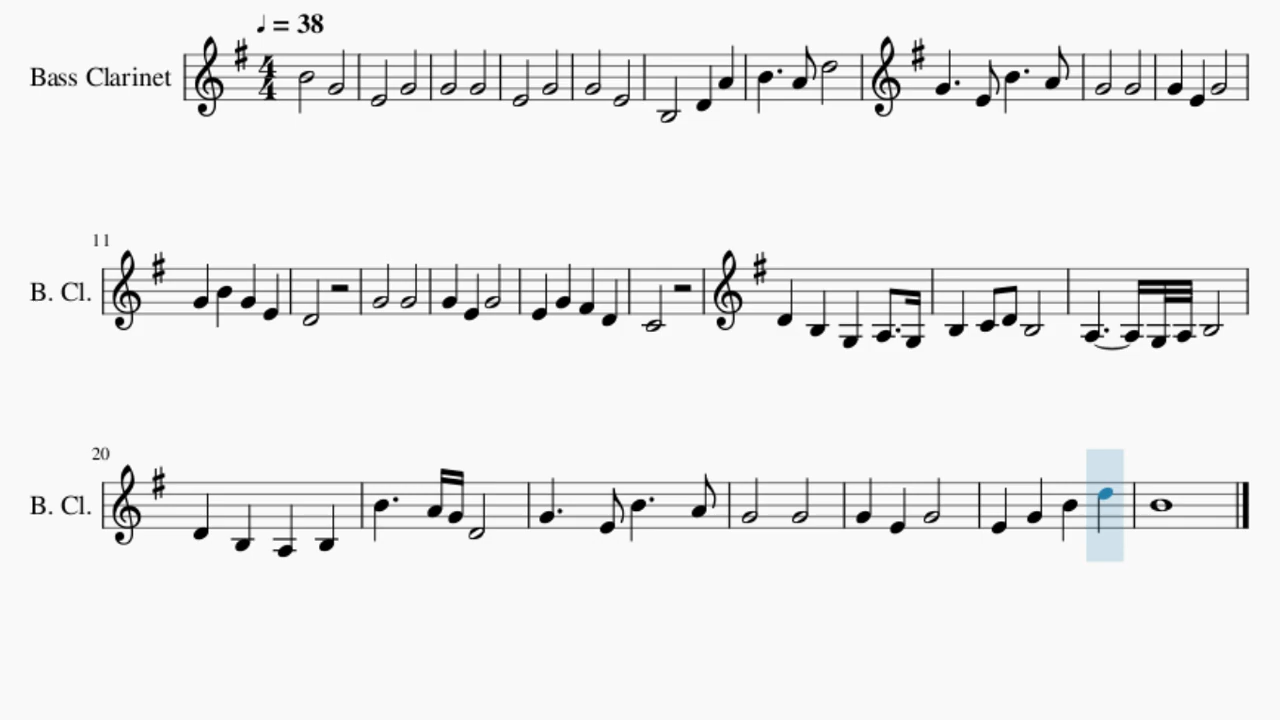 ♩ = 38
Bass Clarinet
4
4
11
B. Cl.
20
B. Cl.